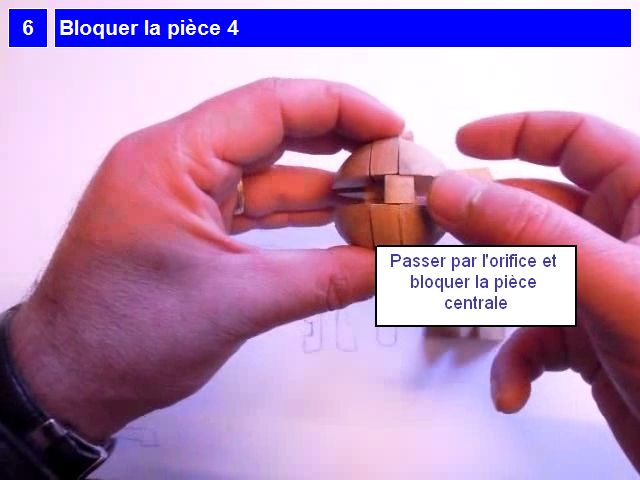 6 Bloquer la pièce 4
Passer par l'orifice et
bloquer la pièce
centrale